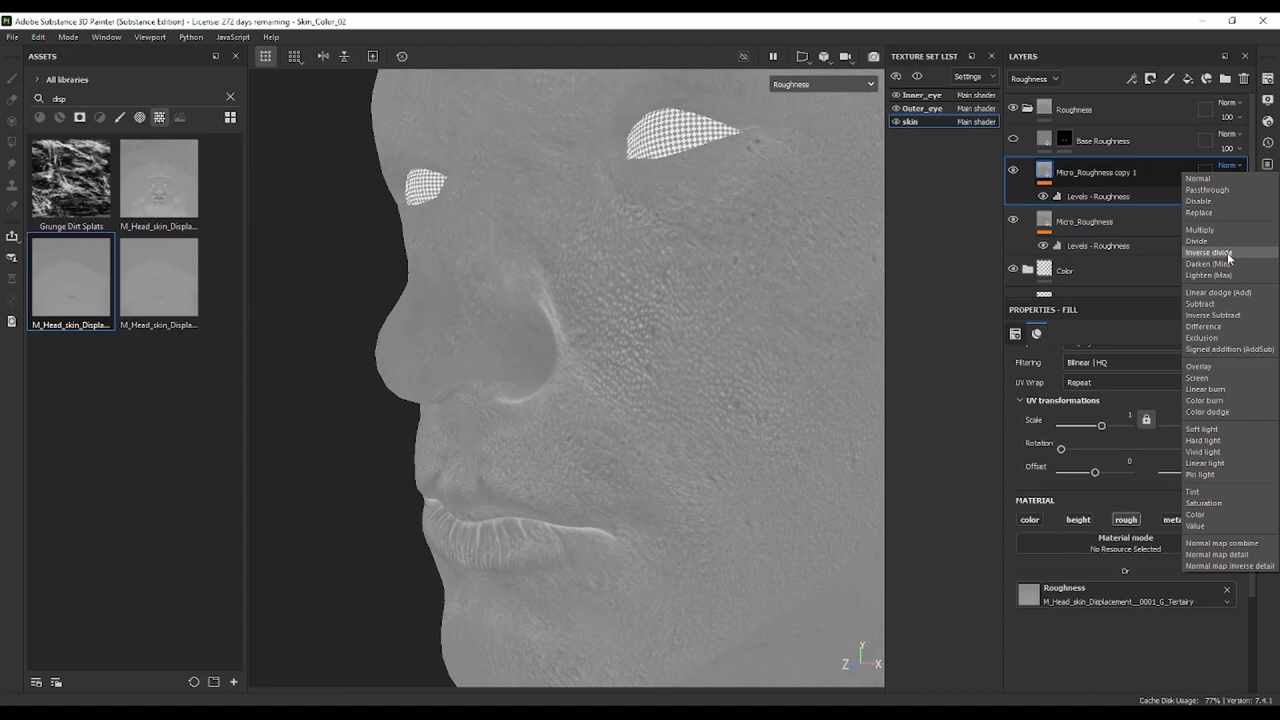 Adobe Substance 3D Painter (Substance Edition) - License: 272 days remaining - Skin_Color_02
File Edit Mode Window Viewport Python JavaScript Help
ASSETS
All libraries
disp
Grunge Dirt Splats
M_Head_skin_Displa...
M_Head_skin_Displa...
M_Head_skin_Displa...
Roughness
Y
Z
X
TEXTURE SET LIST
Settings
Inner_eye Main shader
Outer_eye Main shader
skin Main shader
LAYERS
Roughness
Roughness
Norm
100
Base Roughness
Norm
100
Micro_Roughness copy 1
Norm
Levels - Roughness
Micro_Roughness
Levels - Roughness
Color
Normal
Passthrough
Disable
Replace
Multiply
Divide
Inverse divide
Darken (Min)
Lighten (Max)
Linear dodge (Add)
Subtract
Inverse Subtract
Difference
Exclusion
Signed addition (AddSub)
Overlay
Screen
Linear burn
Color burn
Color dodge
Soft light
Hard light
Vivid light
Linear light
Pin light
Tint
Saturation
Color
Value
Normal map combine
Normal map detail
Normal map inverse detail
PROPERTIES - FILL
Filtering
Bilinear | HQ
UV Wrap
Repeat
UV transformations
Scale
1
Rotation
Offset
0
MATERIAL
color height rough
Material mode
No Resource Selected
Or
Roughness
M_Head_skin_Displacement__0001_G_Tertairy
Cache Disk Usage: 77% | Version: 7.4.1